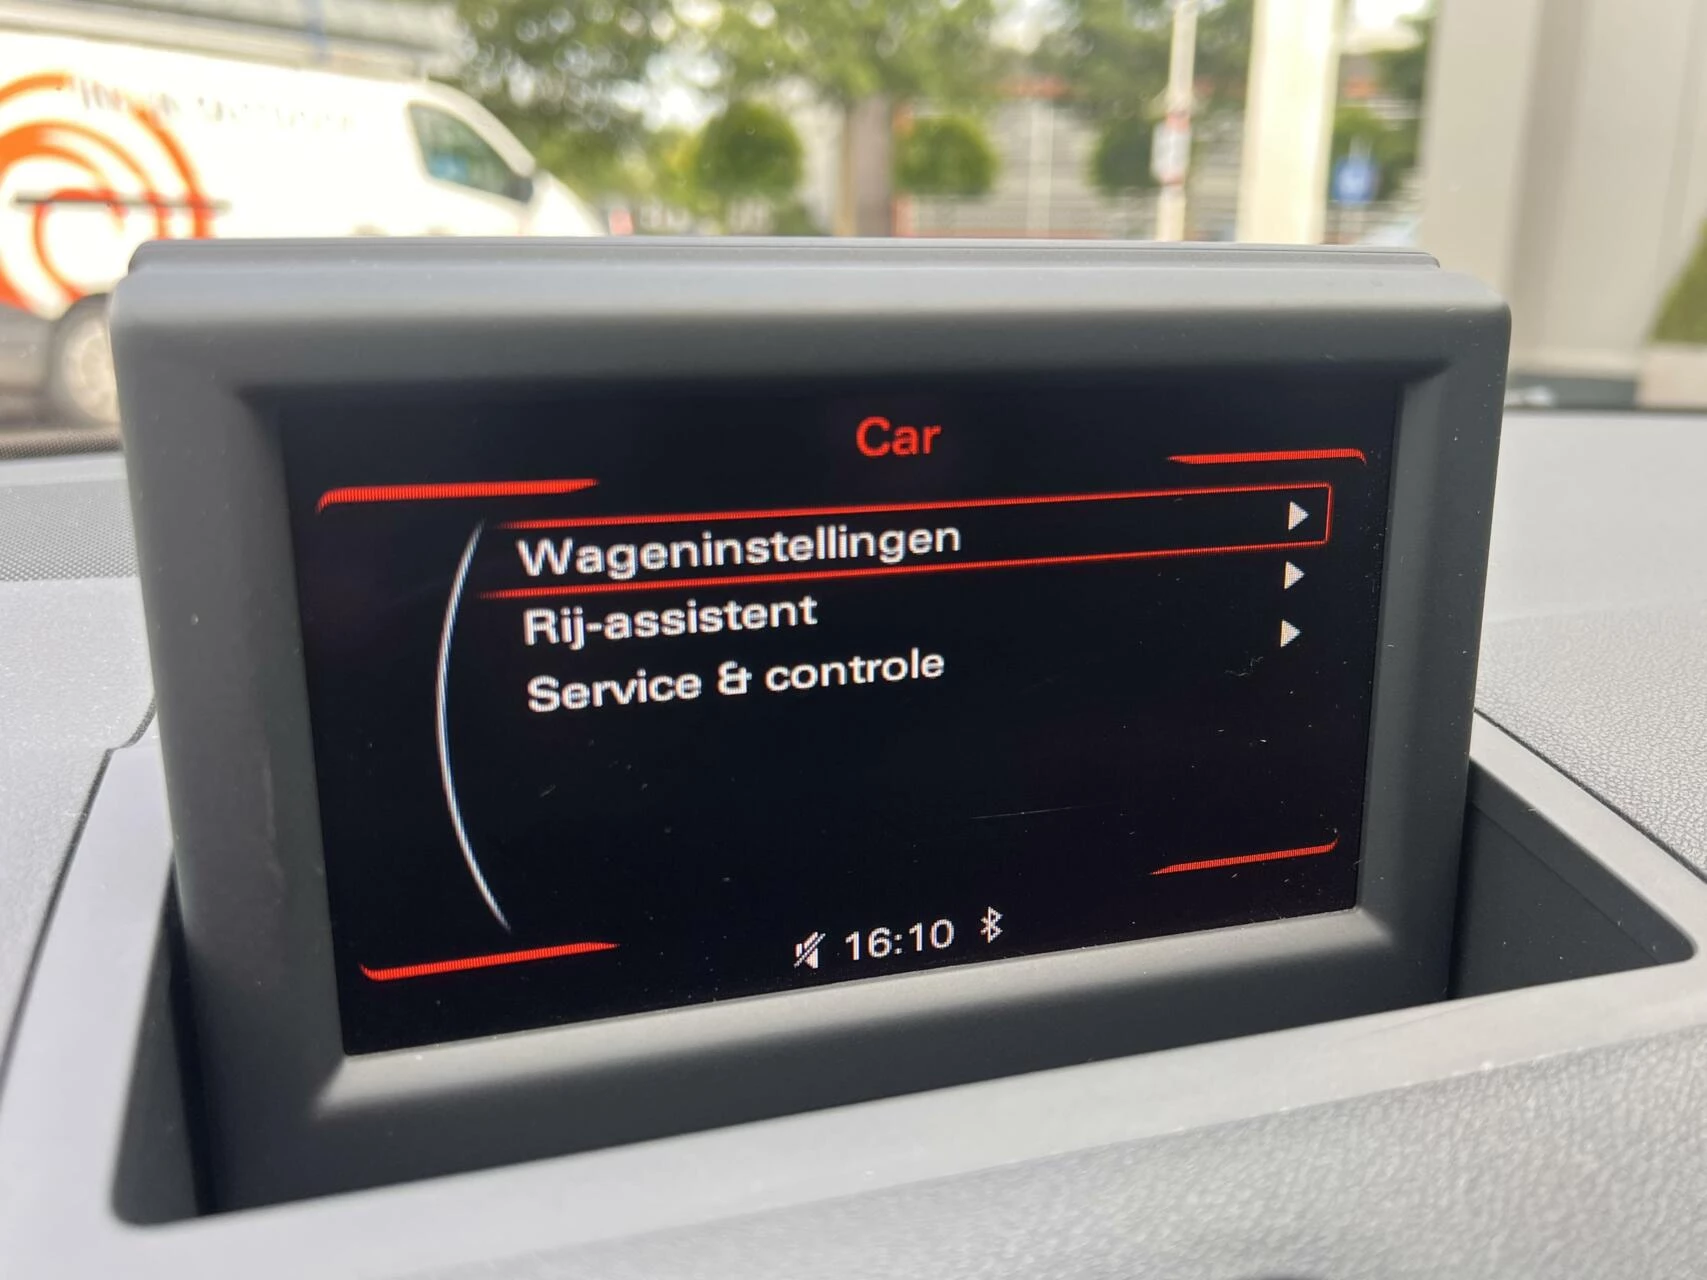 Car
Wageninstellingen
Rij-assistent
Service & controle
16:10